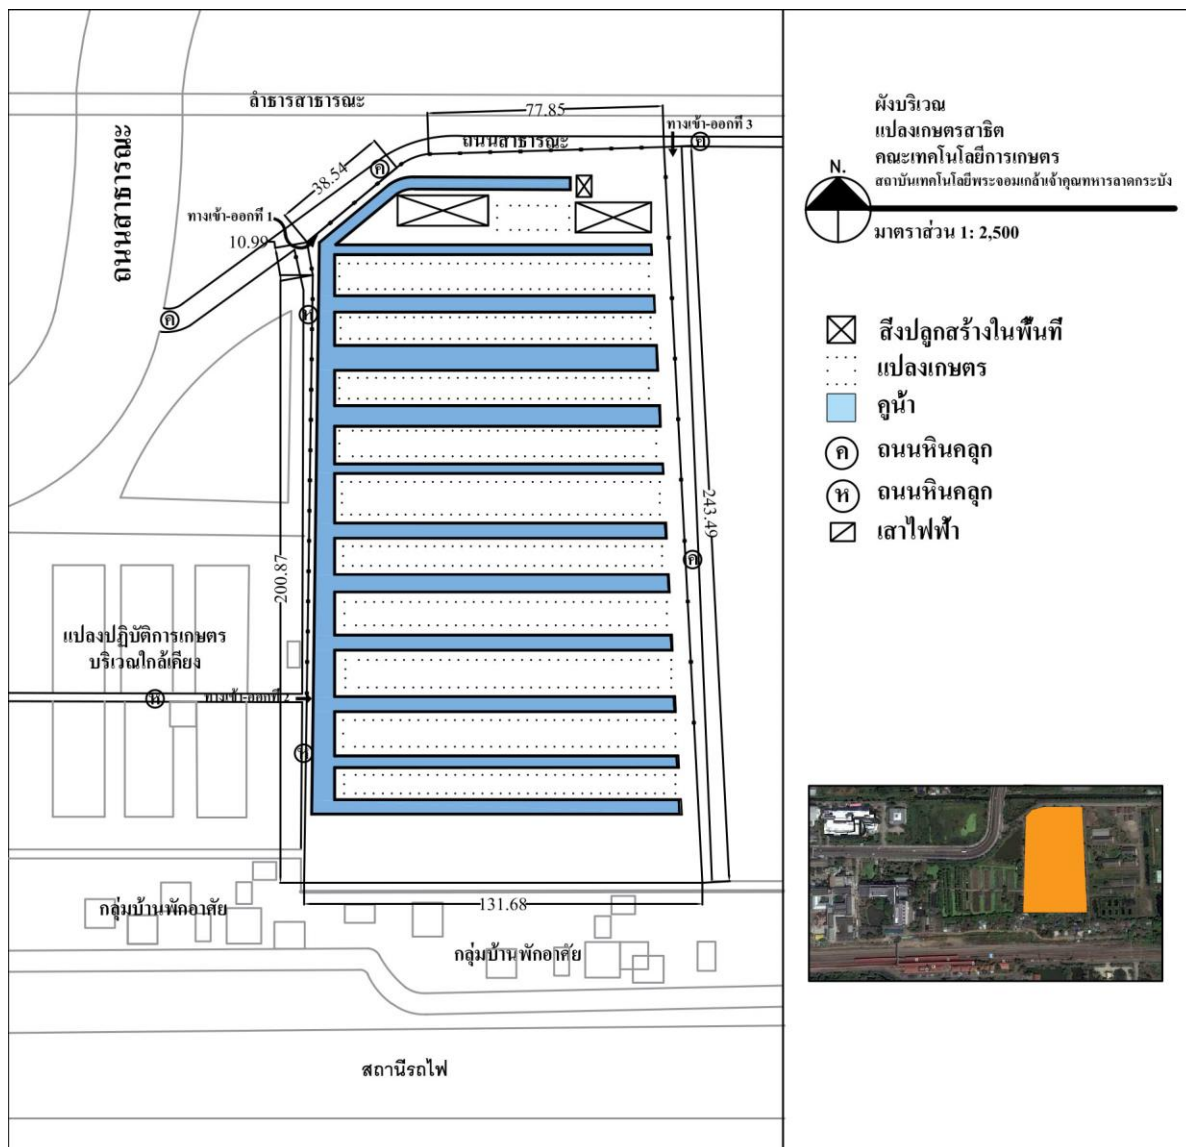 ลำธารสาธารณะ
77.85
ทางเข้า-ออกที่ 3
ถนนสาธารณะ
ค
ค
38.54
ถนนสาธารณะ
ทางเข้า-ออกที่ 1
10.99
ค
ห
243.49
ค
200.87
แปลงปฏิบัติการเกษตร
บริเวณใกล้เคียง
ห
ทางเข้า-ออกที่ 2
ห
131.68
กลุ่มบ้านพักอาศัย
กลุ่มบ้านพักอาศัย
สถานีรถไฟ
ผังบริเวณ
แปลงเกษตรสาธิต
คณะเทคโนโลยีการเกษตร
สถาบันเทคโนโลยีพระจอมเกล้าเจ้าคุณทหารลาดกระบัง
N.
มาตราส่วน 1: 2,500
สิ่งปลูกสร้างในพื้นที่
แปลงเกษตร
คูน้ำ
ค ถนนหินคลุก
ห ถนนหินคลุก
เสาไฟฟ้า